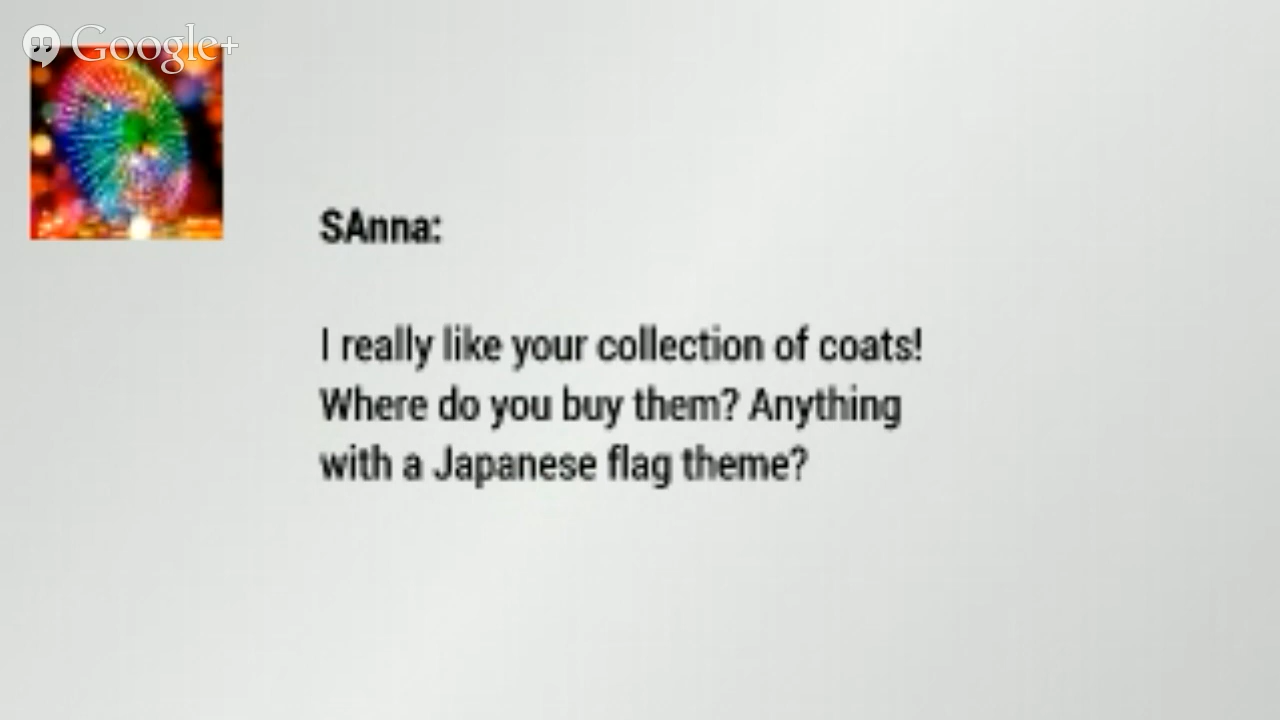 Google+
SAnna:
I really like your collection of coats!
Where do you buy them? Anything
with a Japanese flag theme?